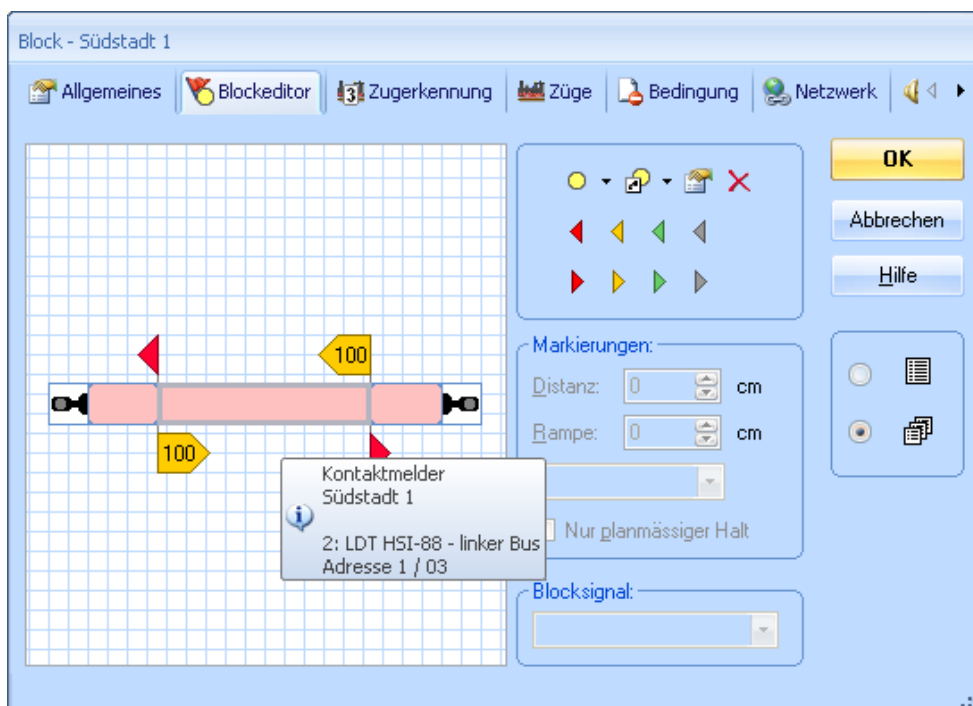 Block - Südstadt 1
Allgemeines
Blockeditor
3
Zugerkennung
Züge
Bedingung
Netzwerk
OK
Abbrechen
Hilfe
Markierungen:
Distanz: 0 cm
Rampe: 0 cm
Nur planmässiger Halt
Blocksignal:
100
100
Kontaktmelder
Südstadt 1
2: LDT HSI-88 - linker Bus
Adresse 1 / 03